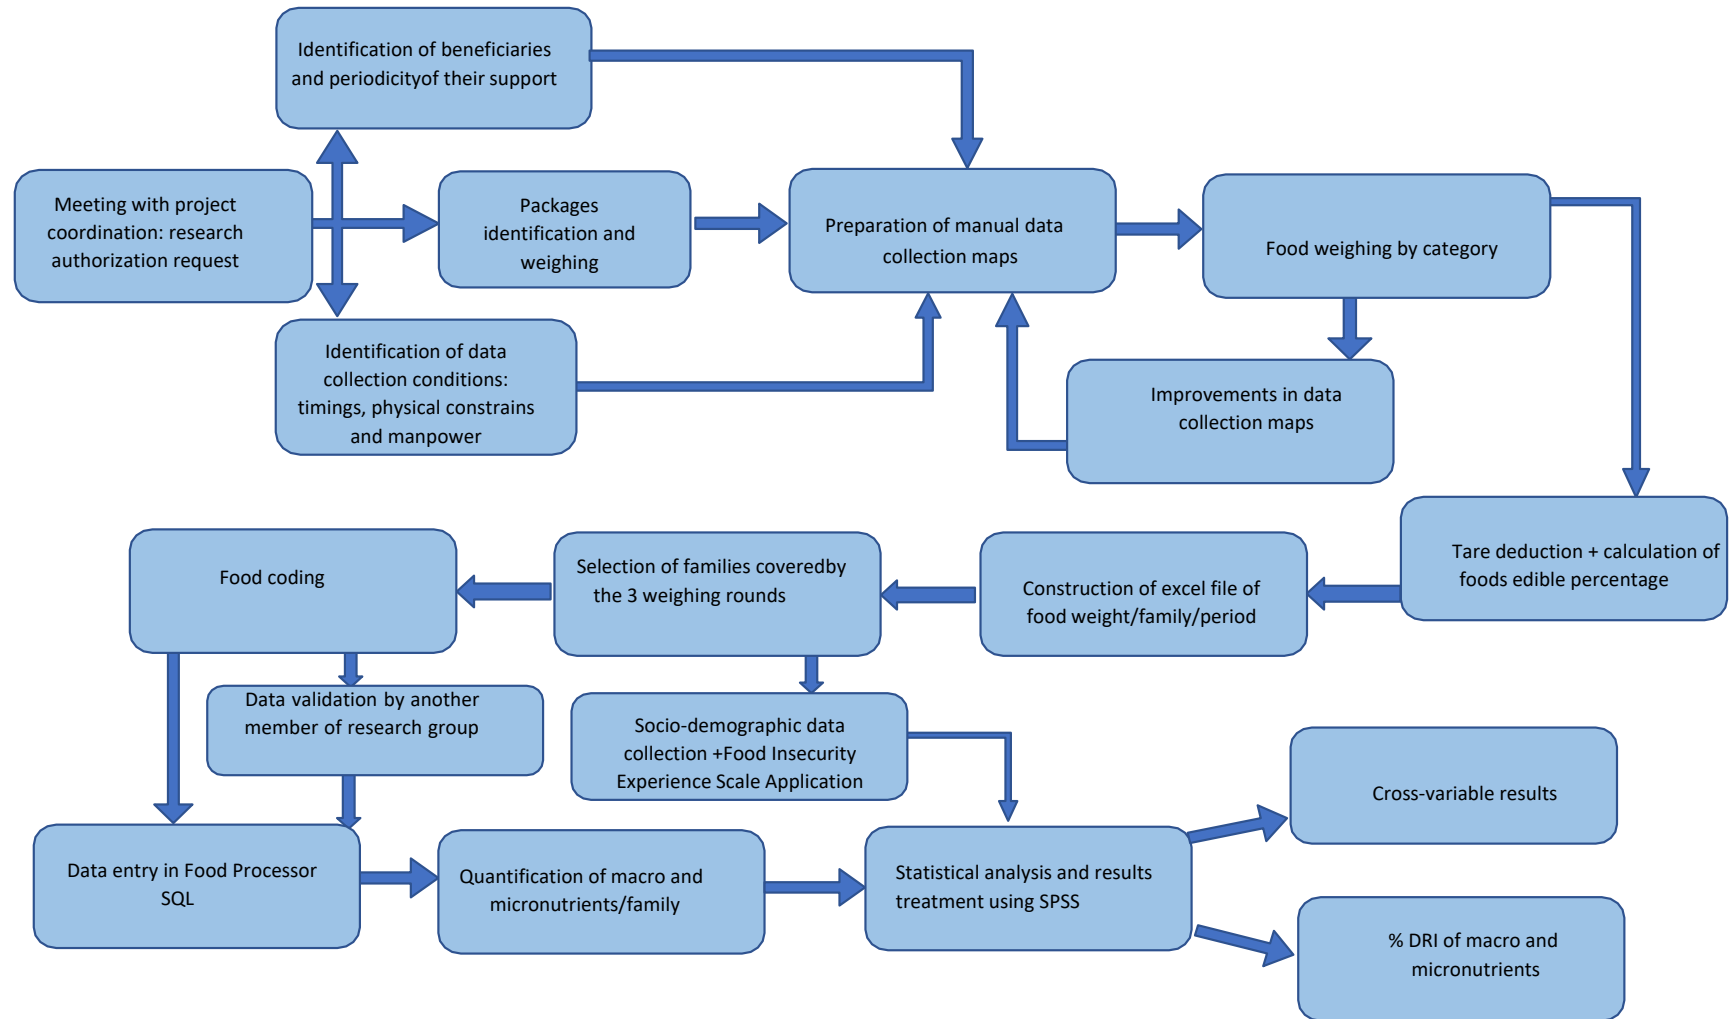 Identification of beneficiaries
and periodicityof their support
Meeting with project
coordination: research
authorization request
Packages
identification and
weighing
Preparation of manual data
collection maps
Food weighing by category
Identification of data
collection conditions:
timings, physical constrains
and manpower
Improvements in data
collection maps
Tare deduction + calculation of
foods edible percentage
Construction of excel file of
food weight/family/period
Selection of families coveredby
the 3 weighing rounds
Food coding
Data validation by another
member of research group
Socio-demographic data
collection +Food Insecurity
Experience Scale Application
Data entry in Food Processor
SQL
Quantification of macro and
micronutrients/family
Statistical analysis and results
treatment using SPSS
Cross-variable results
% DRI of macro and
micronutrients